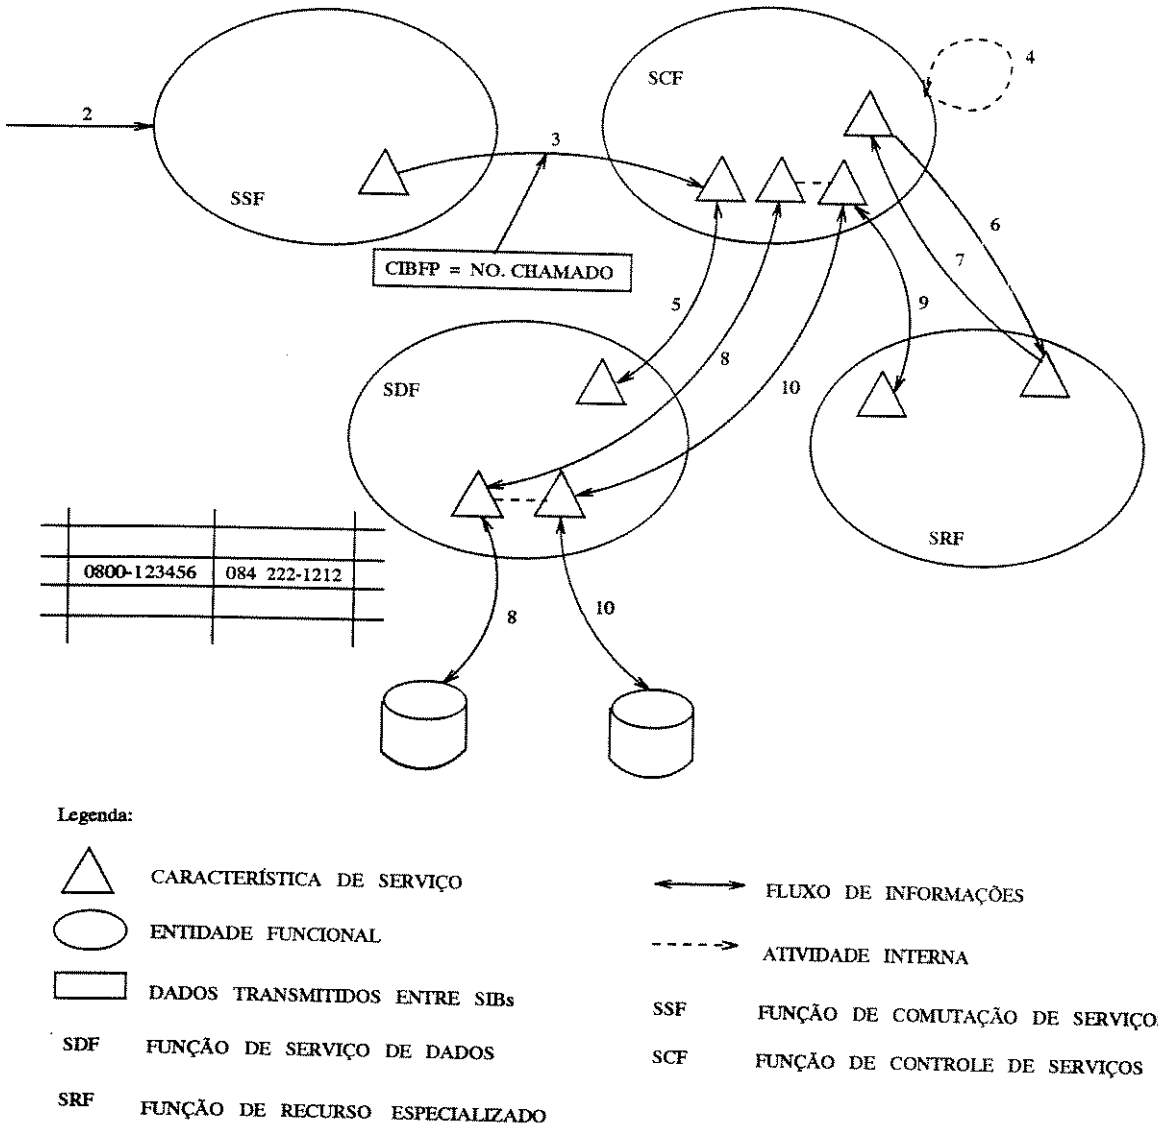 SCF
4
2
3
SSF
6
7
CIBFP = NO. CHAMADO
5
9
8
SDF
10
SRF
0800-123456 084 222-1212
8
10
Legenda:
CARACTERÍSTICA DE SERVIÇO
FLUXO DE INFORMAÇÕES
ENTIDADE FUNCIONAL
ATIVIDADE INTERNA
DADOS TRANSMITIDOS ENTRE SIBs
SSF FUNÇÃO DE COMUTAÇÃO DE SERVIÇO
SDF FUNÇÃO DE SERVIÇO DE DADOS
SCF FUNÇÃO DE CONTROLE DE SERVIÇOS
SRF FUNÇÃO DE RECURSO ESPECIALIZADO